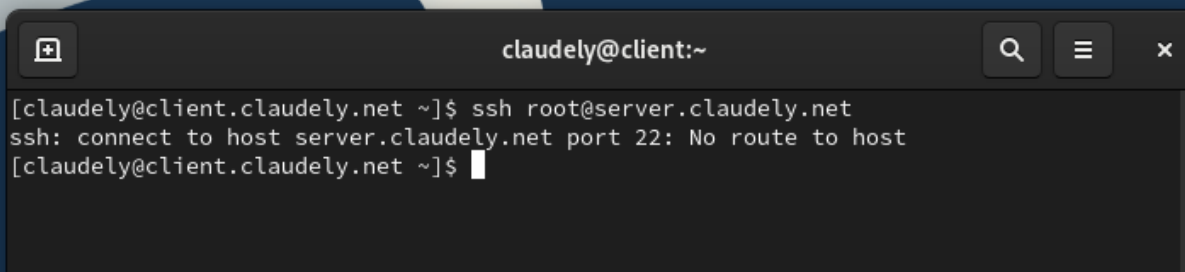 claudely@client:~
[claudely@client.claudely.net ~]$ ssh root@server.claudely.net
ssh: connect to host server.claudely.net port 22: No route to host
[claudely@client.claudely.net ~]$